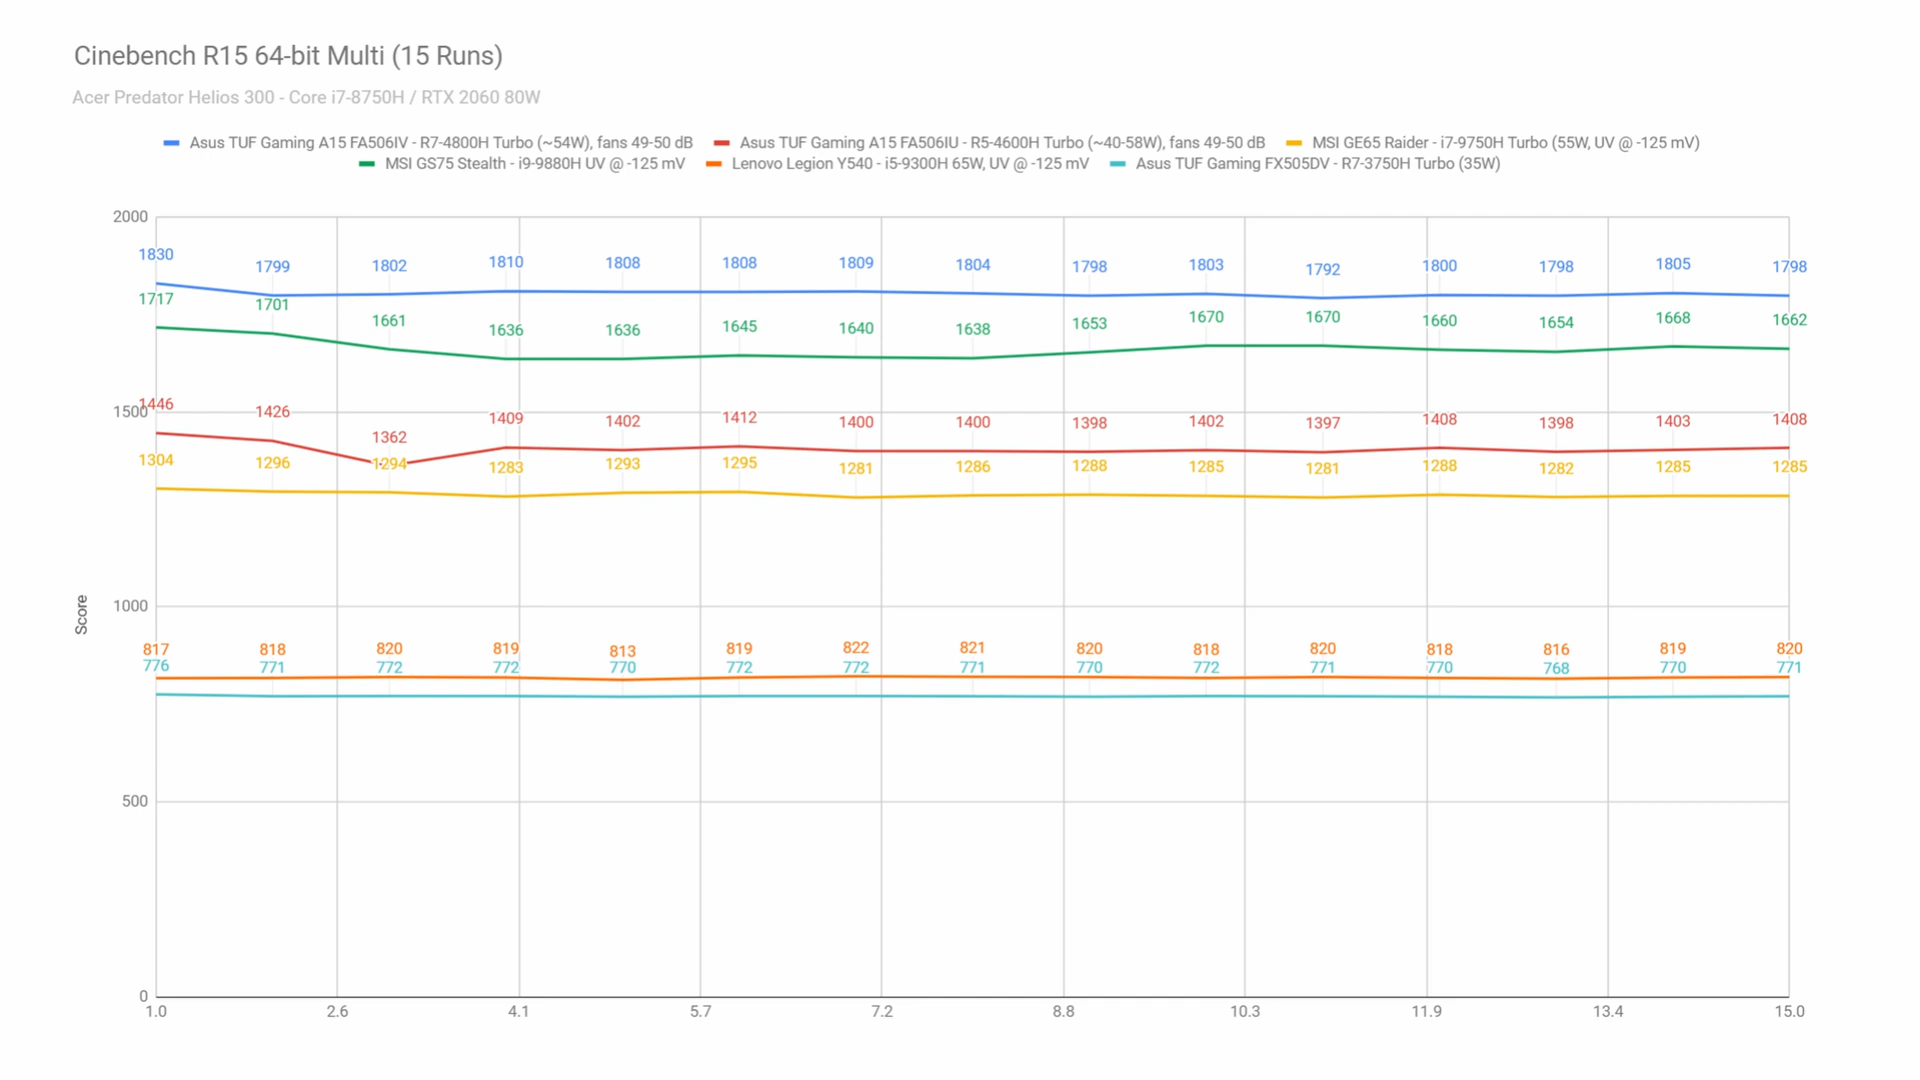 Cinebench R15 64-bit Multi (15 Runs)
Acer Predator Helios 300 - Core i7-8750H / RTX 2060 80W
Asus TUF Gaming A15 FA506IV - R7-4800H Turbo (~54W), fans 49-50 dB Asus TUF Gaming A15 FA506IU - R5-4600H Turbo (~40-58W), fans 49-50 dB MSI GE65 Raider - i7-9750H Turbo (55W, UV @ -125 mV)
MSI GS75 Stealth - i9-9880H UV @ -125 mV Lenovo Legion Y540 - i5-9300H 65W, UV @ -125 mV Asus TUF Gaming FX505DV - R7-3750H Turbo (35W)
2000
1830 1799 1802 1810 1808 1808 1809 1804 1798 1803 1792 1800 1798 1805 1798
1717 1701 1661 1636 1636 1645 1640 1638 1653 1670 1670 1660 1654 1668 1662
1500
1446 1426 1362 1409 1402 1412 1400 1400 1398 1402 1397 1408 1398 1403 1408
1304 1296 1294 1283 1293 1295 1281 1286 1288 1285 1281 1288 1282 1285 1285
Score
1000
817 818 820 819 813 819 822 821 820 818 820 818 816 819 820
776 771 772 772 770 772 772 771 770 772 771 770 768 770 771
500
0
1.0 2.6 4.1 5.7 7.2 8.8 10.3 11.9 13.4 15.0